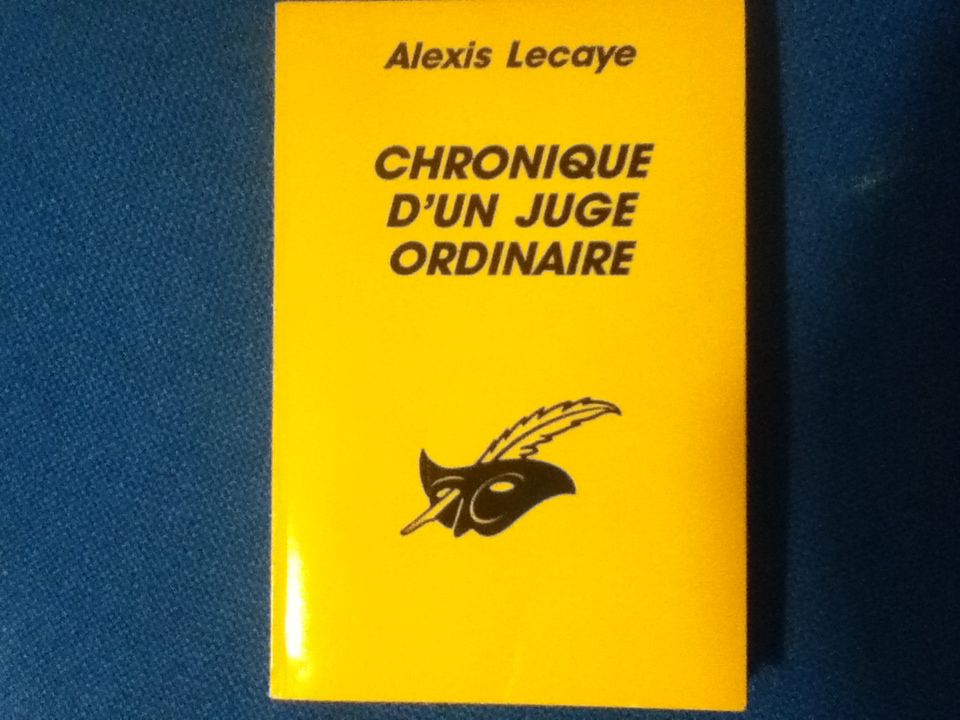 Alexis Lecaye
CHRONIQUE
D'UN JUGE
ORDINAIRE